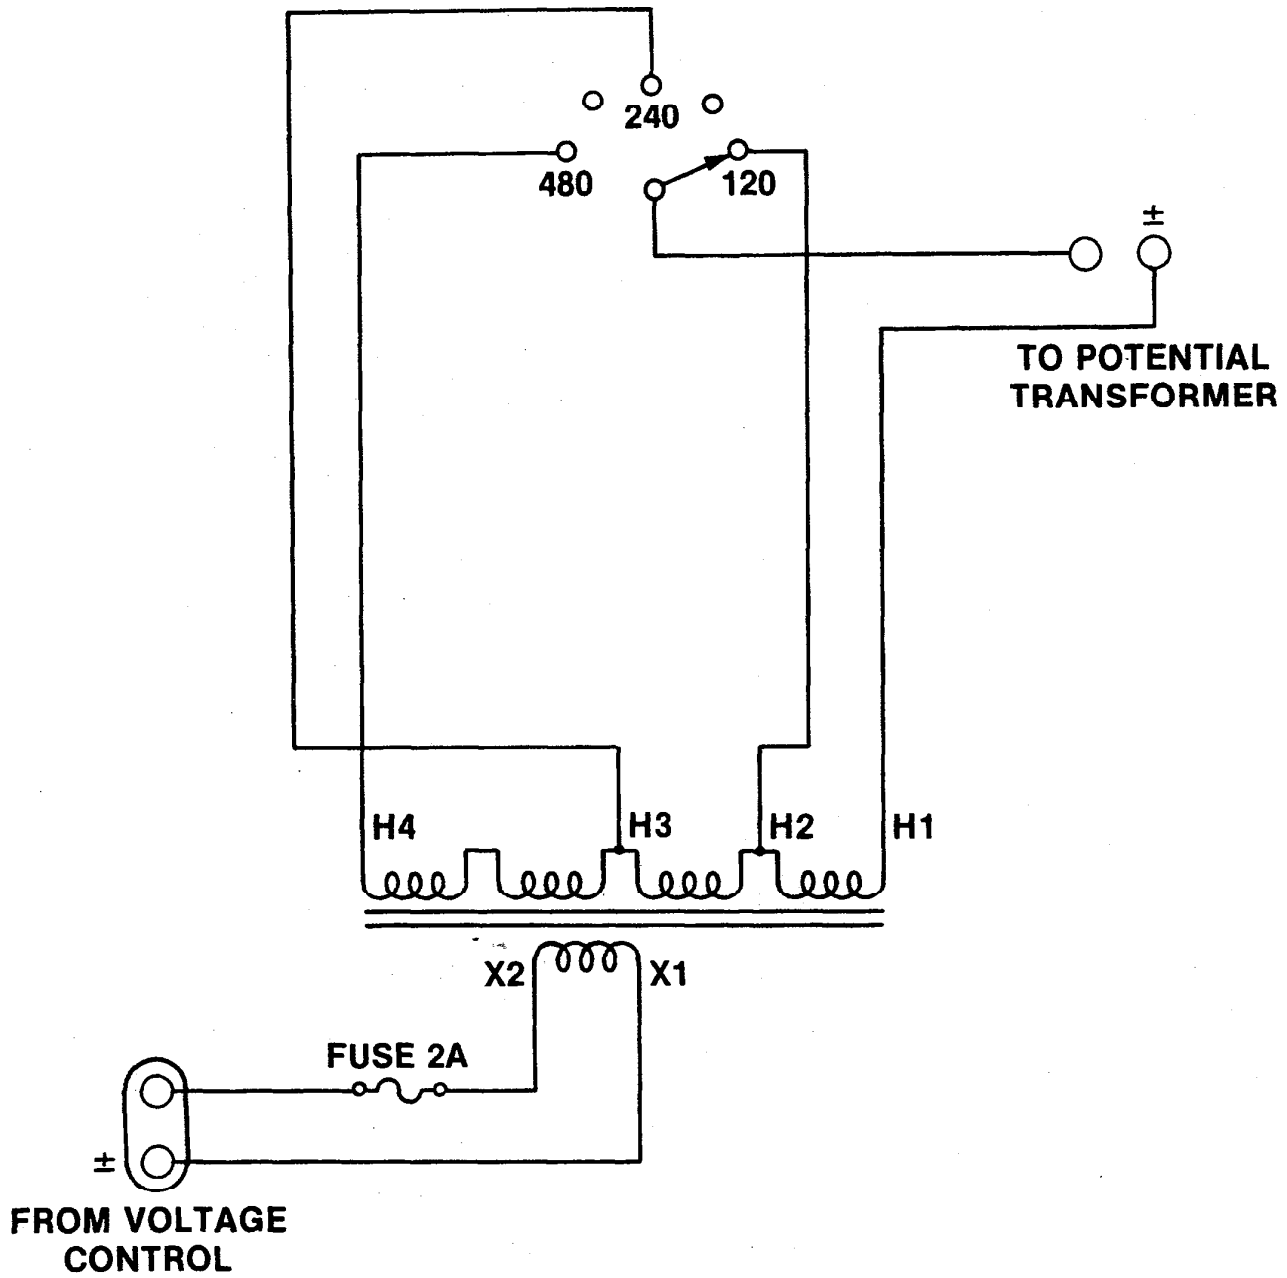 240
480
120
±
TO POTENTIAL
TRANSFORMER
H4
H3
H2
H1
X2
X1
FUSE 2A
±
FROM VOLTAGE
CONTROL